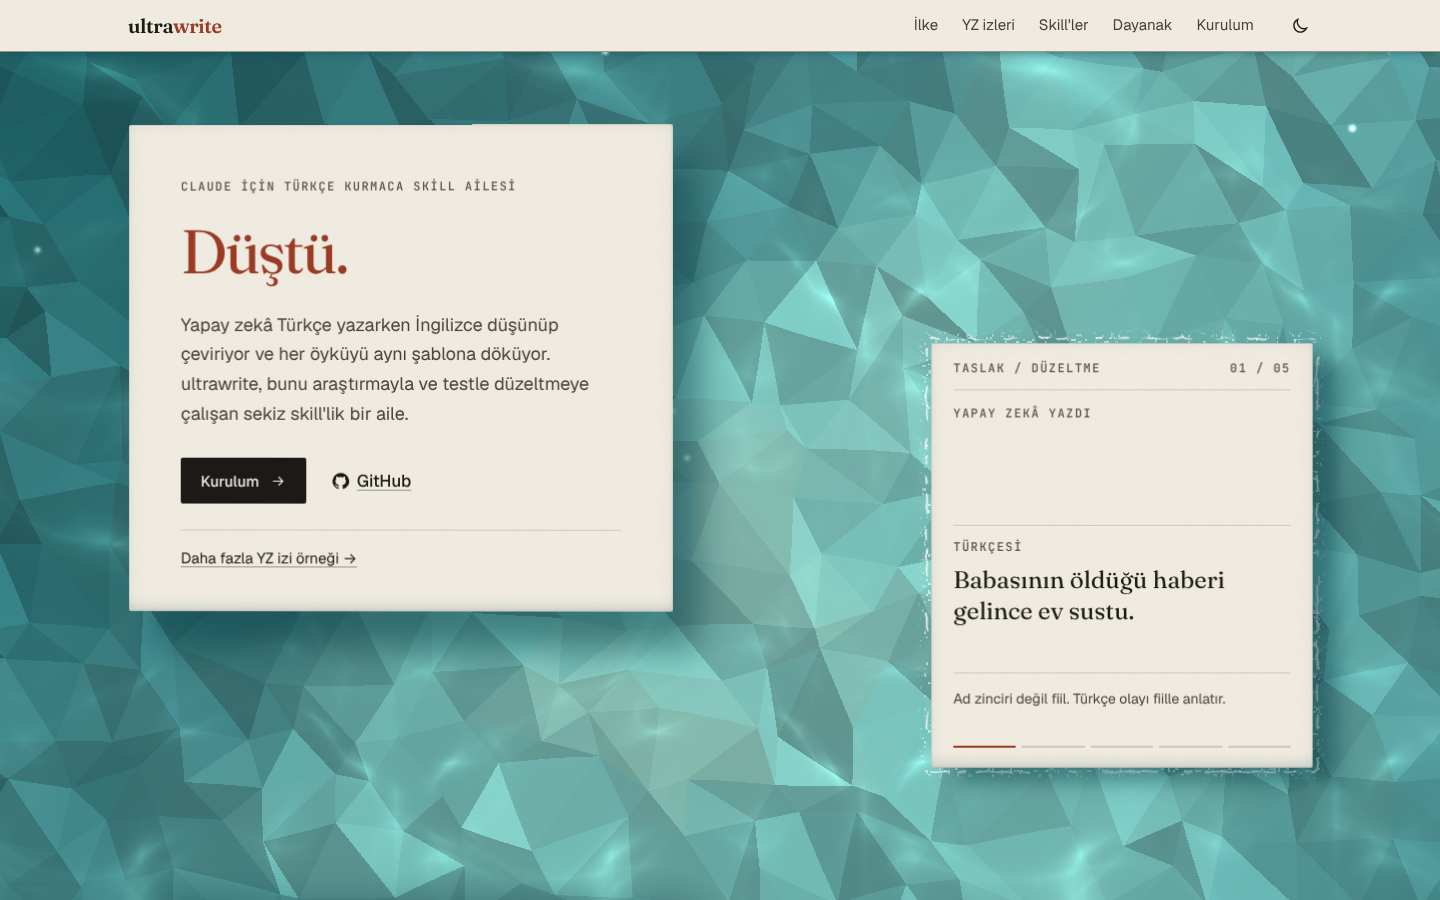 ultrawrite
İlke YZ izleri Skill'ler Dayanak Kurulum
CLAUDE İÇİN TÜRKÇE KURMACA SKİLL AİLESİ
Düştü.
Yapay zekâ Türkçe yazarken İngilizce düşünüp
çeviriyor ve her öyküyü aynı şablona döküyor.
ultrawrite, bunu araştırmayla ve testle düzeltmeye
çalışan sekiz skill'lik bir aile.
Kurulum →
GitHub
Daha fazla YZ izi örneği →
TASLAK / DÜZELTME 01 / 05
YAPAY ZEKÂ YAZDI
TÜRKÇESİ
Babasının öldüğü haberi
gelince ev sustu.
Ad zinciri değil fiil. Türkçe olayı fiille anlatır.